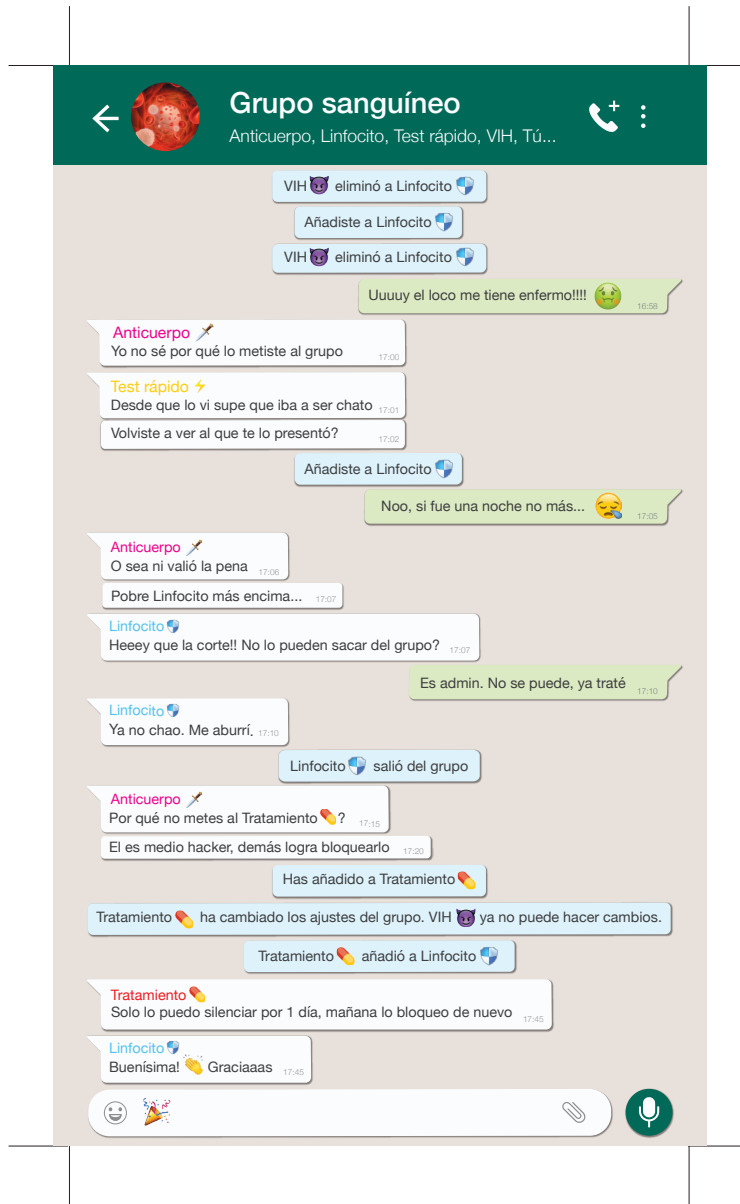 Grupo sanguíneo
Anticuerpo, Linfocito, Test rápido, VIH, Tú...
VIH😈 eliminó a Linfocito🛡️
Añadiste a Linfocito🛡️
VIH😈 eliminó a Linfocito🛡️
Uuuuy el loco me tiene enfermo!!!! 🤢 16:58
Anticuerpo 🗡️
Yo no sé por qué lo metiste al grupo 17:00
Test rápido ⚡
Desde que lo vi supe que iba a ser chato 17:01
Volviste a ver al que te lo presentó? 17:02
Añadiste a Linfocito🛡️
Noo, si fue una noche no más... 😪 17:05
Anticuerpo 🗡️
O sea ni valió la pena 17:06
Pobre Linfocito más encima... 17:07
Linfocito🛡️
Heeey que la corte!! No lo pueden sacar del grupo? 17:07
Es admin. No se puede, ya traté 17:10
Linfocito🛡️
Ya no chao. Me aburrí. 17:10
Linfocito🛡️ salió del grupo
Anticuerpo 🗡️
Por qué no metes al Tratamiento💊? 17:15
El es medio hacker, demás logra bloquearlo 17:20
Has añadido a Tratamiento💊
Tratamiento💊 ha cambiado los ajustes del grupo. VIH😈 ya no puede hacer cambios.
Tratamiento💊 añadió a Linfocito🛡️
Tratamiento💊
Solo lo puedo silenciar por 1 día, mañana lo bloqueo de nuevo 17:45
Linfocito🛡️
Buenísima! 👏 Graciaaas 17:45
🎉